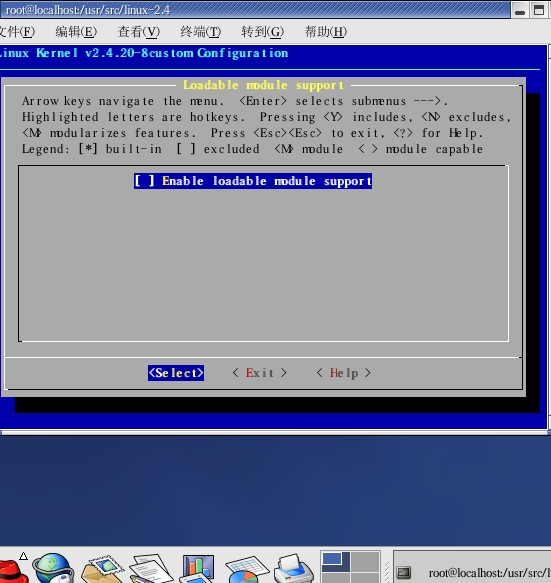 root@localhost:/usr/src/linux-2.4
文件(F) 编辑(E) 查看(V) 终端(T) 转到(G) 帮助(H)
Linux Kernel v2.4.20-8custom Configuration
Loadable module support
Arrow keys navigate the menu. <Enter> selects submenus --->.
Highlighted letters are hotkeys. Pressing <Y> includes, <N> excludes,
<M> modularizes features. Press <Esc><Esc> to exit, <?> for Help.
Legend: [*] built-in [ ] excluded <M> module < > module capable
[ ] Enable loadable module support
<Select> < Exit > < Help >
root@localhost:/usr/src/l